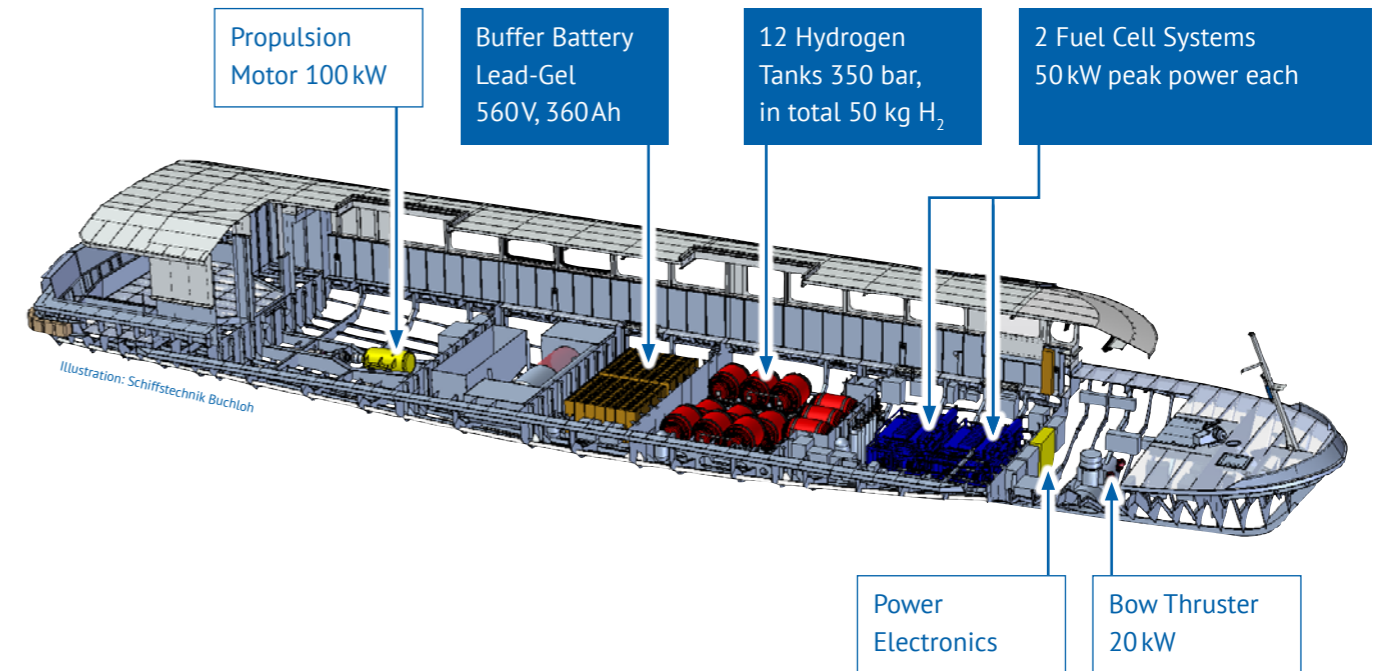 Propulsion
Motor 100 kW
Buffer Battery
Lead-Gel
560 V, 360 Ah
12 Hydrogen
Tanks 350 bar,
in total 50 kg H₂
2 Fuel Cell Systems
50 kW peak power each
Illustration: Schiffstechnik Buchloh
Power
Electronics
Bow Thruster
20 kW